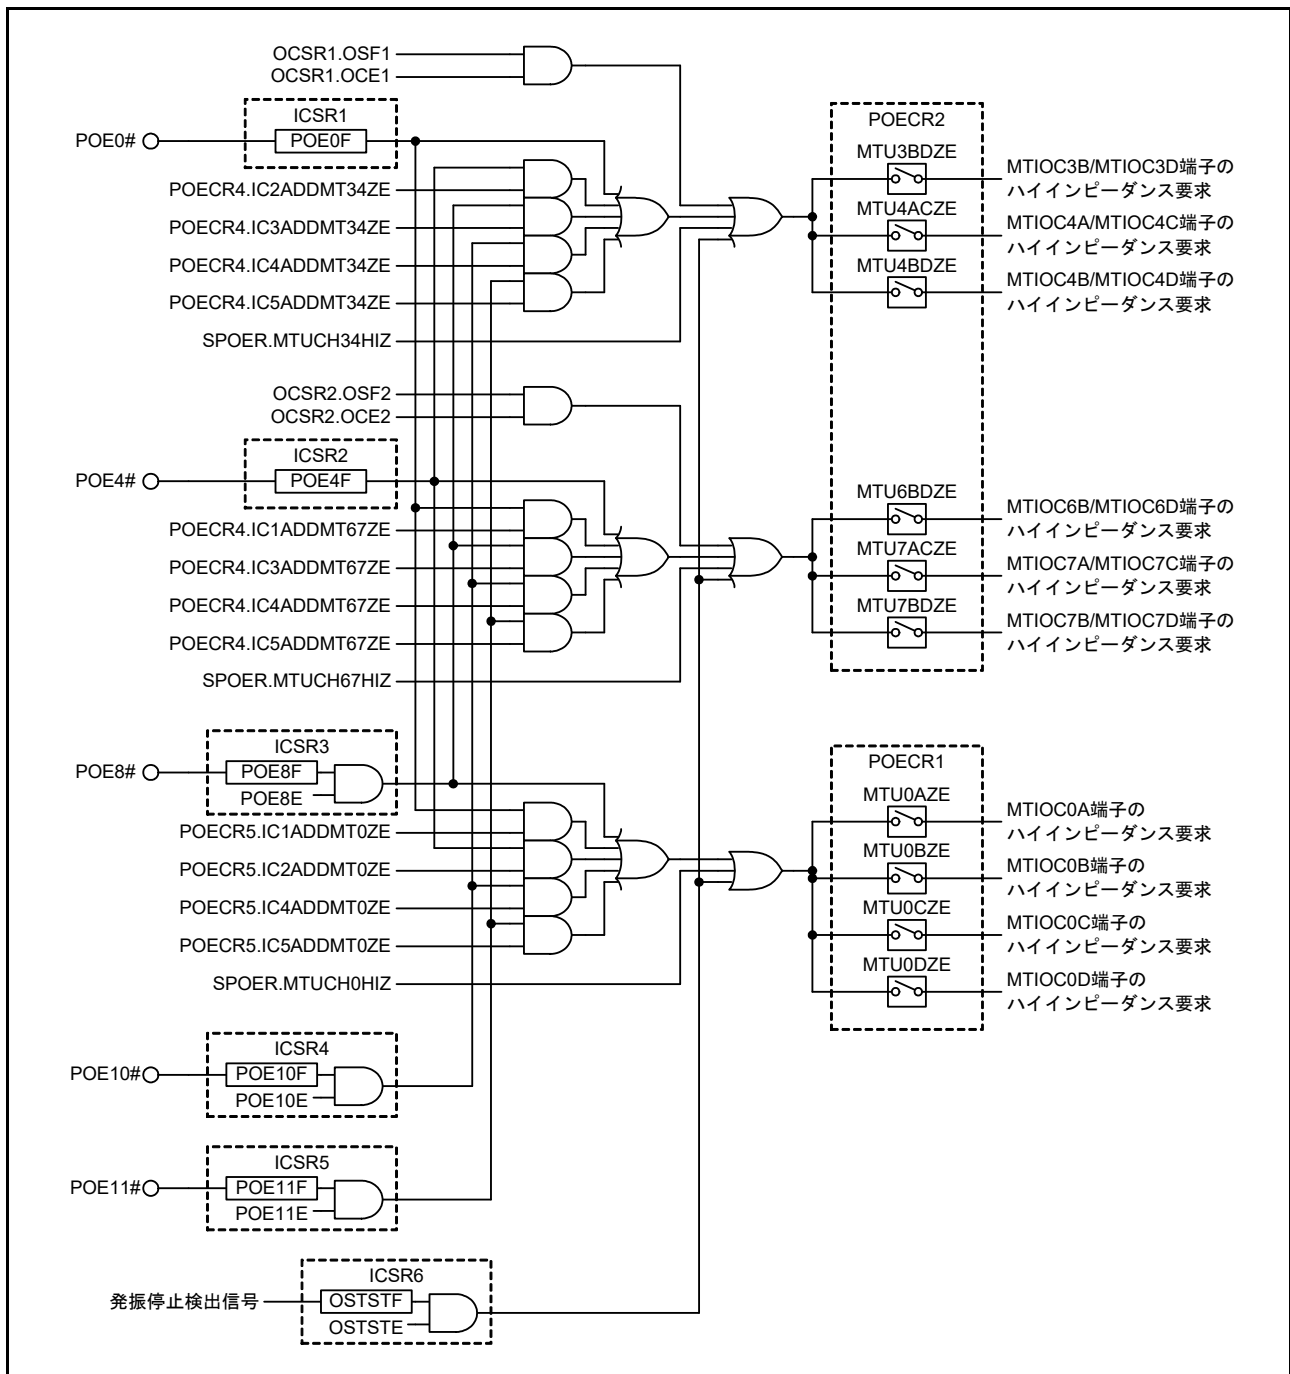 OCSR1.OSF1
OCSR1.OCE1
ICSR1
POE0#
POE0F
POECR4.IC2ADDMT34ZE
POECR4.IC3ADDMT34ZE
POECR4.IC4ADDMT34ZE
POECR4.IC5ADDMT34ZE
SPOER.MTUCH34HIZ
POECR2
MTU3BDZE
MTIOC3B/MTIOC3D端子の
ハイインピーダンス要求
MTU4ACZE
MTIOC4A/MTIOC4C端子の
ハイインピーダンス要求
MTU4BDZE
MTIOC4B/MTIOC4D端子の
ハイインピーダンス要求
OCSR2.OSF2
OCSR2.OCE2
ICSR2
POE4#
POE4F
POECR4.IC1ADDMT67ZE
POECR4.IC3ADDMT67ZE
POECR4.IC4ADDMT67ZE
POECR4.IC5ADDMT67ZE
SPOER.MTUCH67HIZ
MTU6BDZE
MTIOC6B/MTIOC6D端子の
ハイインピーダンス要求
MTU7ACZE
MTIOC7A/MTIOC7C端子の
ハイインピーダンス要求
MTU7BDZE
MTIOC7B/MTIOC7D端子の
ハイインピーダンス要求
ICSR3
POE8#
POE8F
POE8E
POECR5.IC1ADDMT0ZE
POECR5.IC2ADDMT0ZE
POECR5.IC4ADDMT0ZE
POECR5.IC5ADDMT0ZE
SPOER.MTUCH0HIZ
POECR1
MTU0AZE
MTIOC0A端子の
ハイインピーダンス要求
MTU0BZE
MTIOC0B端子の
ハイインピーダンス要求
MTU0CZE
MTIOC0C端子の
ハイインピーダンス要求
MTU0DZE
MTIOC0D端子の
ハイインピーダンス要求
ICSR4
POE10#
POE10F
POE10E
ICSR5
POE11#
POE11F
POE11E
ICSR6
発振停止検出信号
OSTSTF
OSTSTE